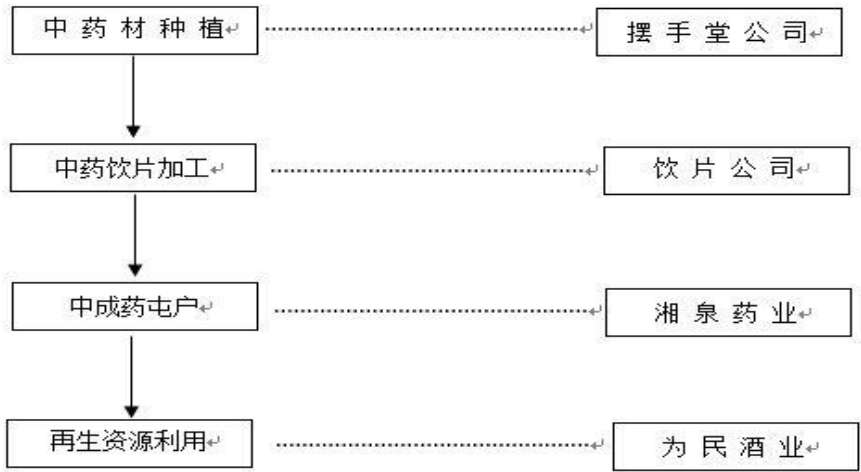 中药材种植
摆手堂公司
中药饮片加工
饮片公司
中成药屯户
湘泉药业
再生资源利用
为民酒业